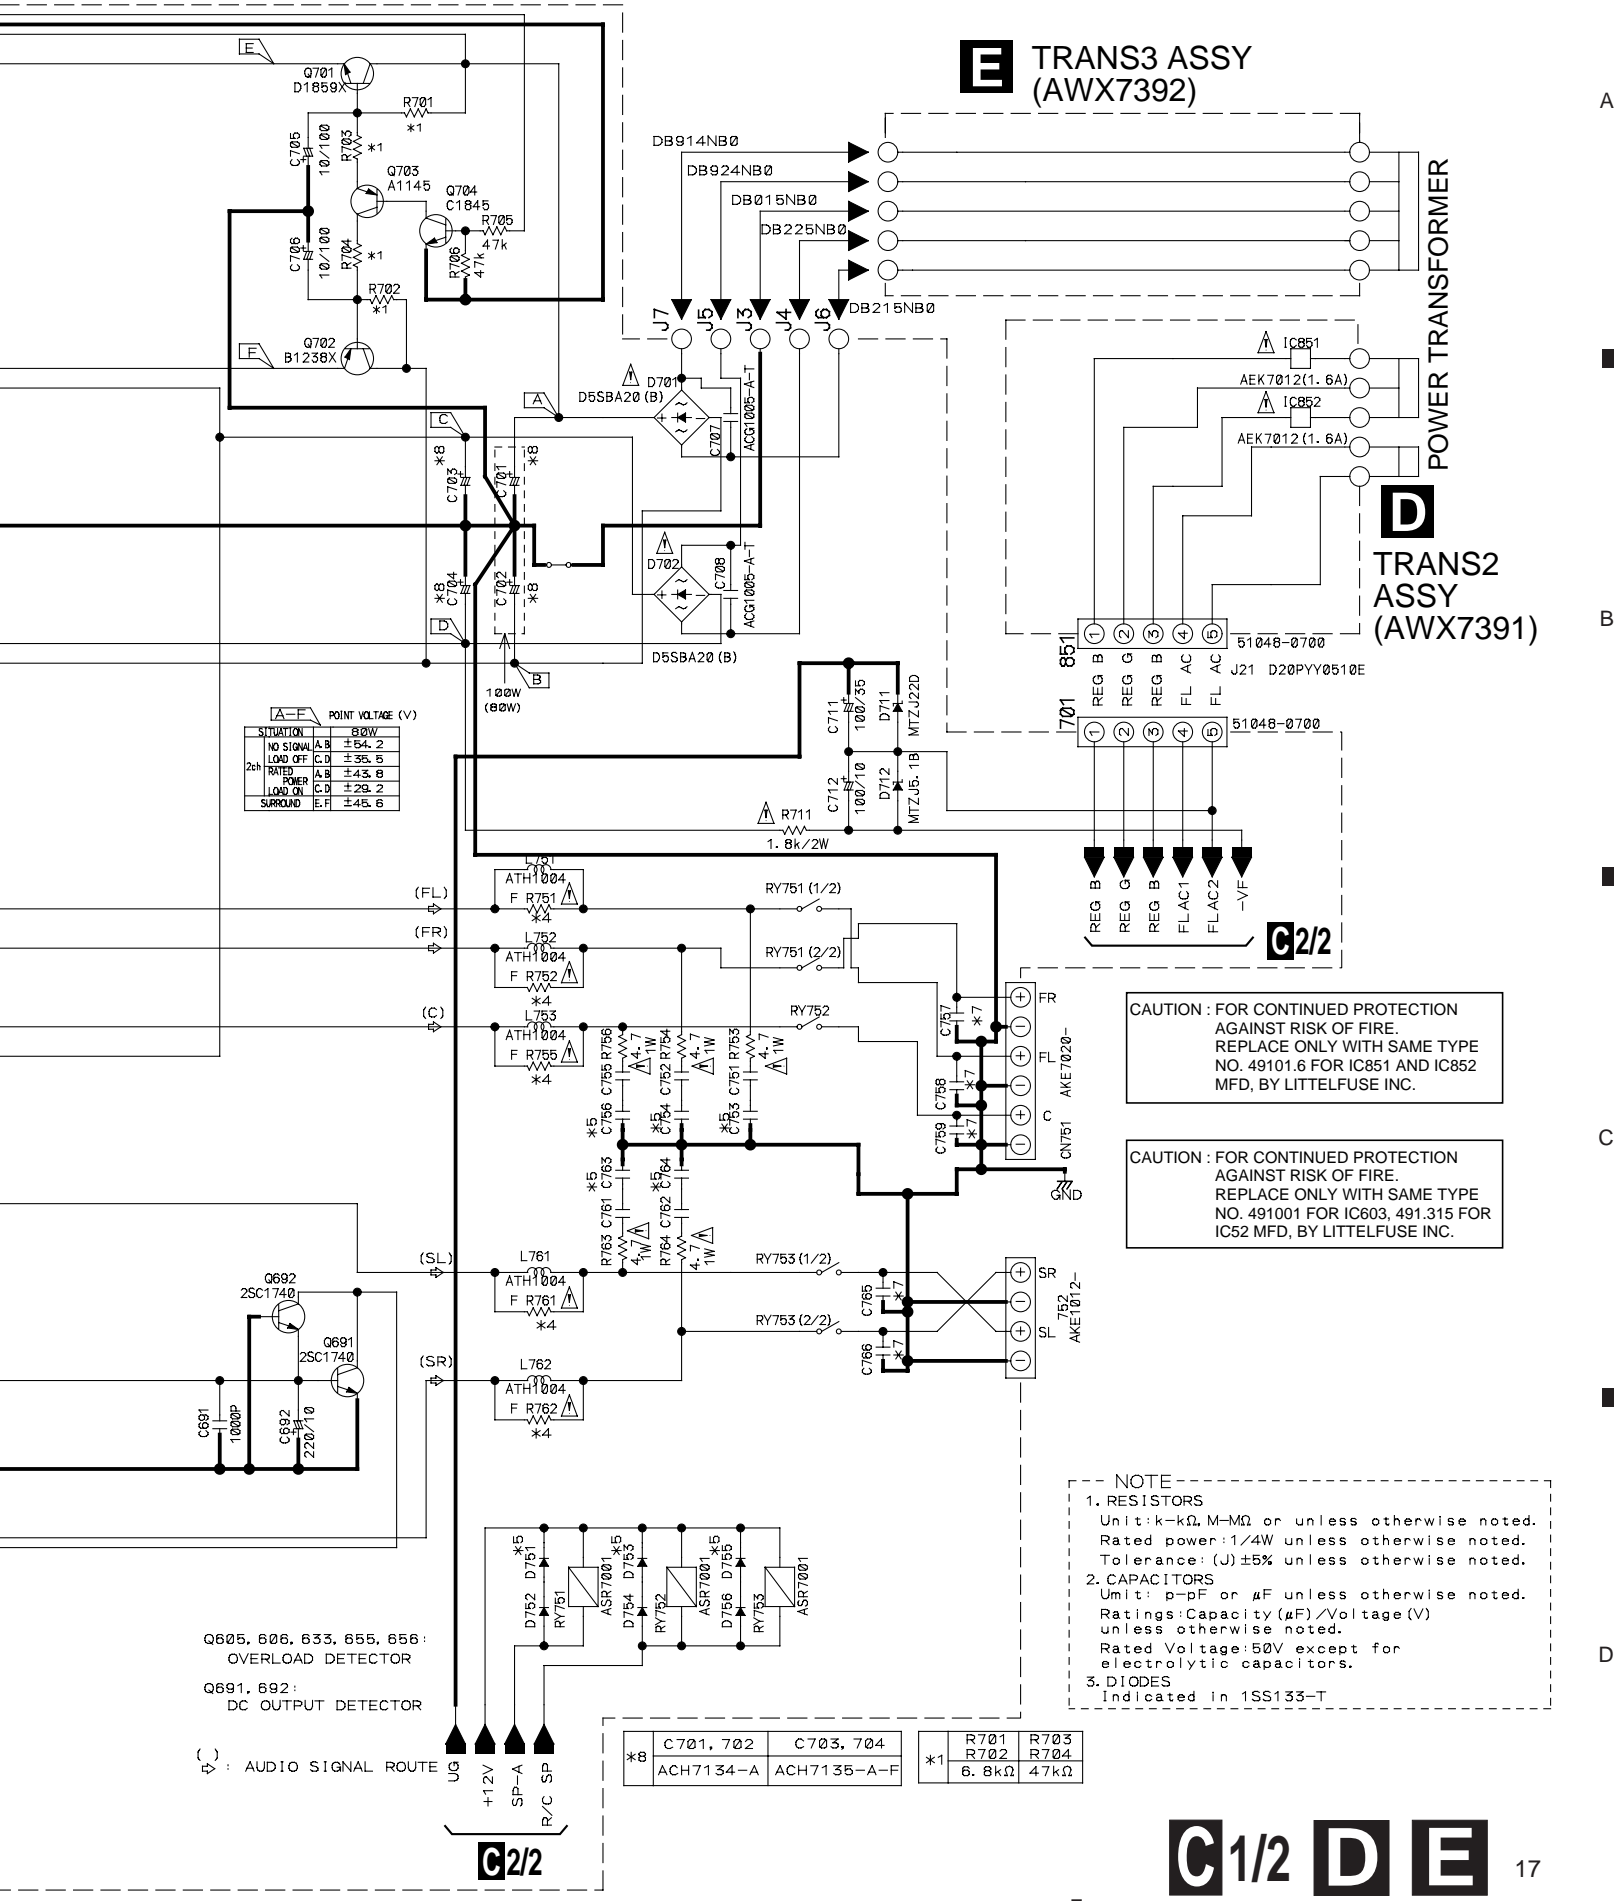 E TRANS3 ASSY
(AWX7392)
A
E
Q701
D1859X
R701
*1
C705
10/100
R703
*1
Q703
A1145
Q704
C1845
R705
47k
R706
47k
C706
10/100
R704
*1
R702
*1
F
Q702
B1238X
DB914NB0
DB924NB0
DB015NB0
DB225NB0
DB215NB0
J7
J5
J3
J4
J6
POWER TRANSFORMER
IC851
AEK7012(1.6A)
IC852
AEK7012(1.6A)
D701
D5SBA20(B)
C707
ACG1005-A-T
A
C
*8
C703
C701
*8
D702
C708
ACG1005-A-T
D5SBA20(B)
*8
C704
C702
*8
D
B
100W
(80W)
D
TRANS2
ASSY
(AWX7391)
B
851
1 2 3 4 5
51048-0700
REG B
REG G
REG B
FL AC
FL AC
J21 D20PYY0510E
701
1 2 3 4 5
51048-0700
A-F POINT VOLTAGE (V)
SITUATION 80W
2ch
NO SIGNAL LOAD OFF
A.B ±54.2
C.D ±35.5
RATED POWER LOAD ON
A.B ±43.8
C.D ±29.2
SURROUND E.F ±45.6
C711
100/35
D711
MTZJ22D
C712
100/10
D712
MTZJ5.1B
R711
1.8k/2W
REG B
REG G
REG B
FLAC1
FLAC2
-VF
C 2/2
(FL)
L751
ATH1004
F R751
*4
RY751(1/2)
(FR)
L752
ATH1004
F R752
*4
RY751(2/2)
(C)
L753
ATH1004
F R755
*4
RY752
R756
4.7
1W
R754
4.7
1W
R753
4.7
1W
C755
C752
C751
*5
C756
*5
C754
*5
C753
*5
C763
*5
C764
C761
C762
R763
4.7
1W
R764
4.7
1W
C757
*7
C758
*7
C759
*7
FR
FL
C
AKE7020-
CN751
GND
CAUTION : FOR CONTINUED PROTECTION
AGAINST RISK OF FIRE.
REPLACE ONLY WITH SAME TYPE
NO. 49101.6 FOR IC851 AND IC852
MFD, BY LITTELFUSE INC.
C
CAUTION : FOR CONTINUED PROTECTION
AGAINST RISK OF FIRE.
REPLACE ONLY WITH SAME TYPE
NO. 491001 FOR IC603, 491.315 FOR
IC52 MFD, BY LITTELFUSE INC.
(SL)
L761
ATH1004
F R761
*4
RY753(1/2)
RY753(2/2)
C765
*7
C766
*7
SR
SL
752
AKE1012-
(SR)
L762
ATH1004
F R762
*4
Q692
2SC1740
Q691
2SC1740
C691
1000P
C692
220/10
*5
D751
D752
RY751
ASR7001
*5
D753
D754
RY752
ASR7001
*5
D755
D756
RY753
ASR7001
NOTE
1. RESISTORS
Unit:k-kΩ, M-MΩ or unless otherwise noted.
Rated power:1/4W unless otherwise noted.
Tolerance:(J)±5% unless otherwise noted.
2. CAPACITORS
Umit: p-pF or μF unless otherwise noted.
Ratings:Capacity(μF)/Voltage(V)
unless otherwise noted.
Rated Voltage:50V except for
electrolytic capacitors.
3. DIODES
Indicated in 1SS133-T
D
Q605, 606, 633, 655, 656:
OVERLOAD DETECTOR
Q691, 692:
DC OUTPUT DETECTOR
( )
: AUDIO SIGNAL ROUTE
UG
+12V
SP-A
R/C SP
C 2/2
*8
C701, 702 C703, 704
ACH7134-A ACH7135-A-F
*1
R701 R703
R702 R704
6.8kΩ 47kΩ
C 1/2 D E
17